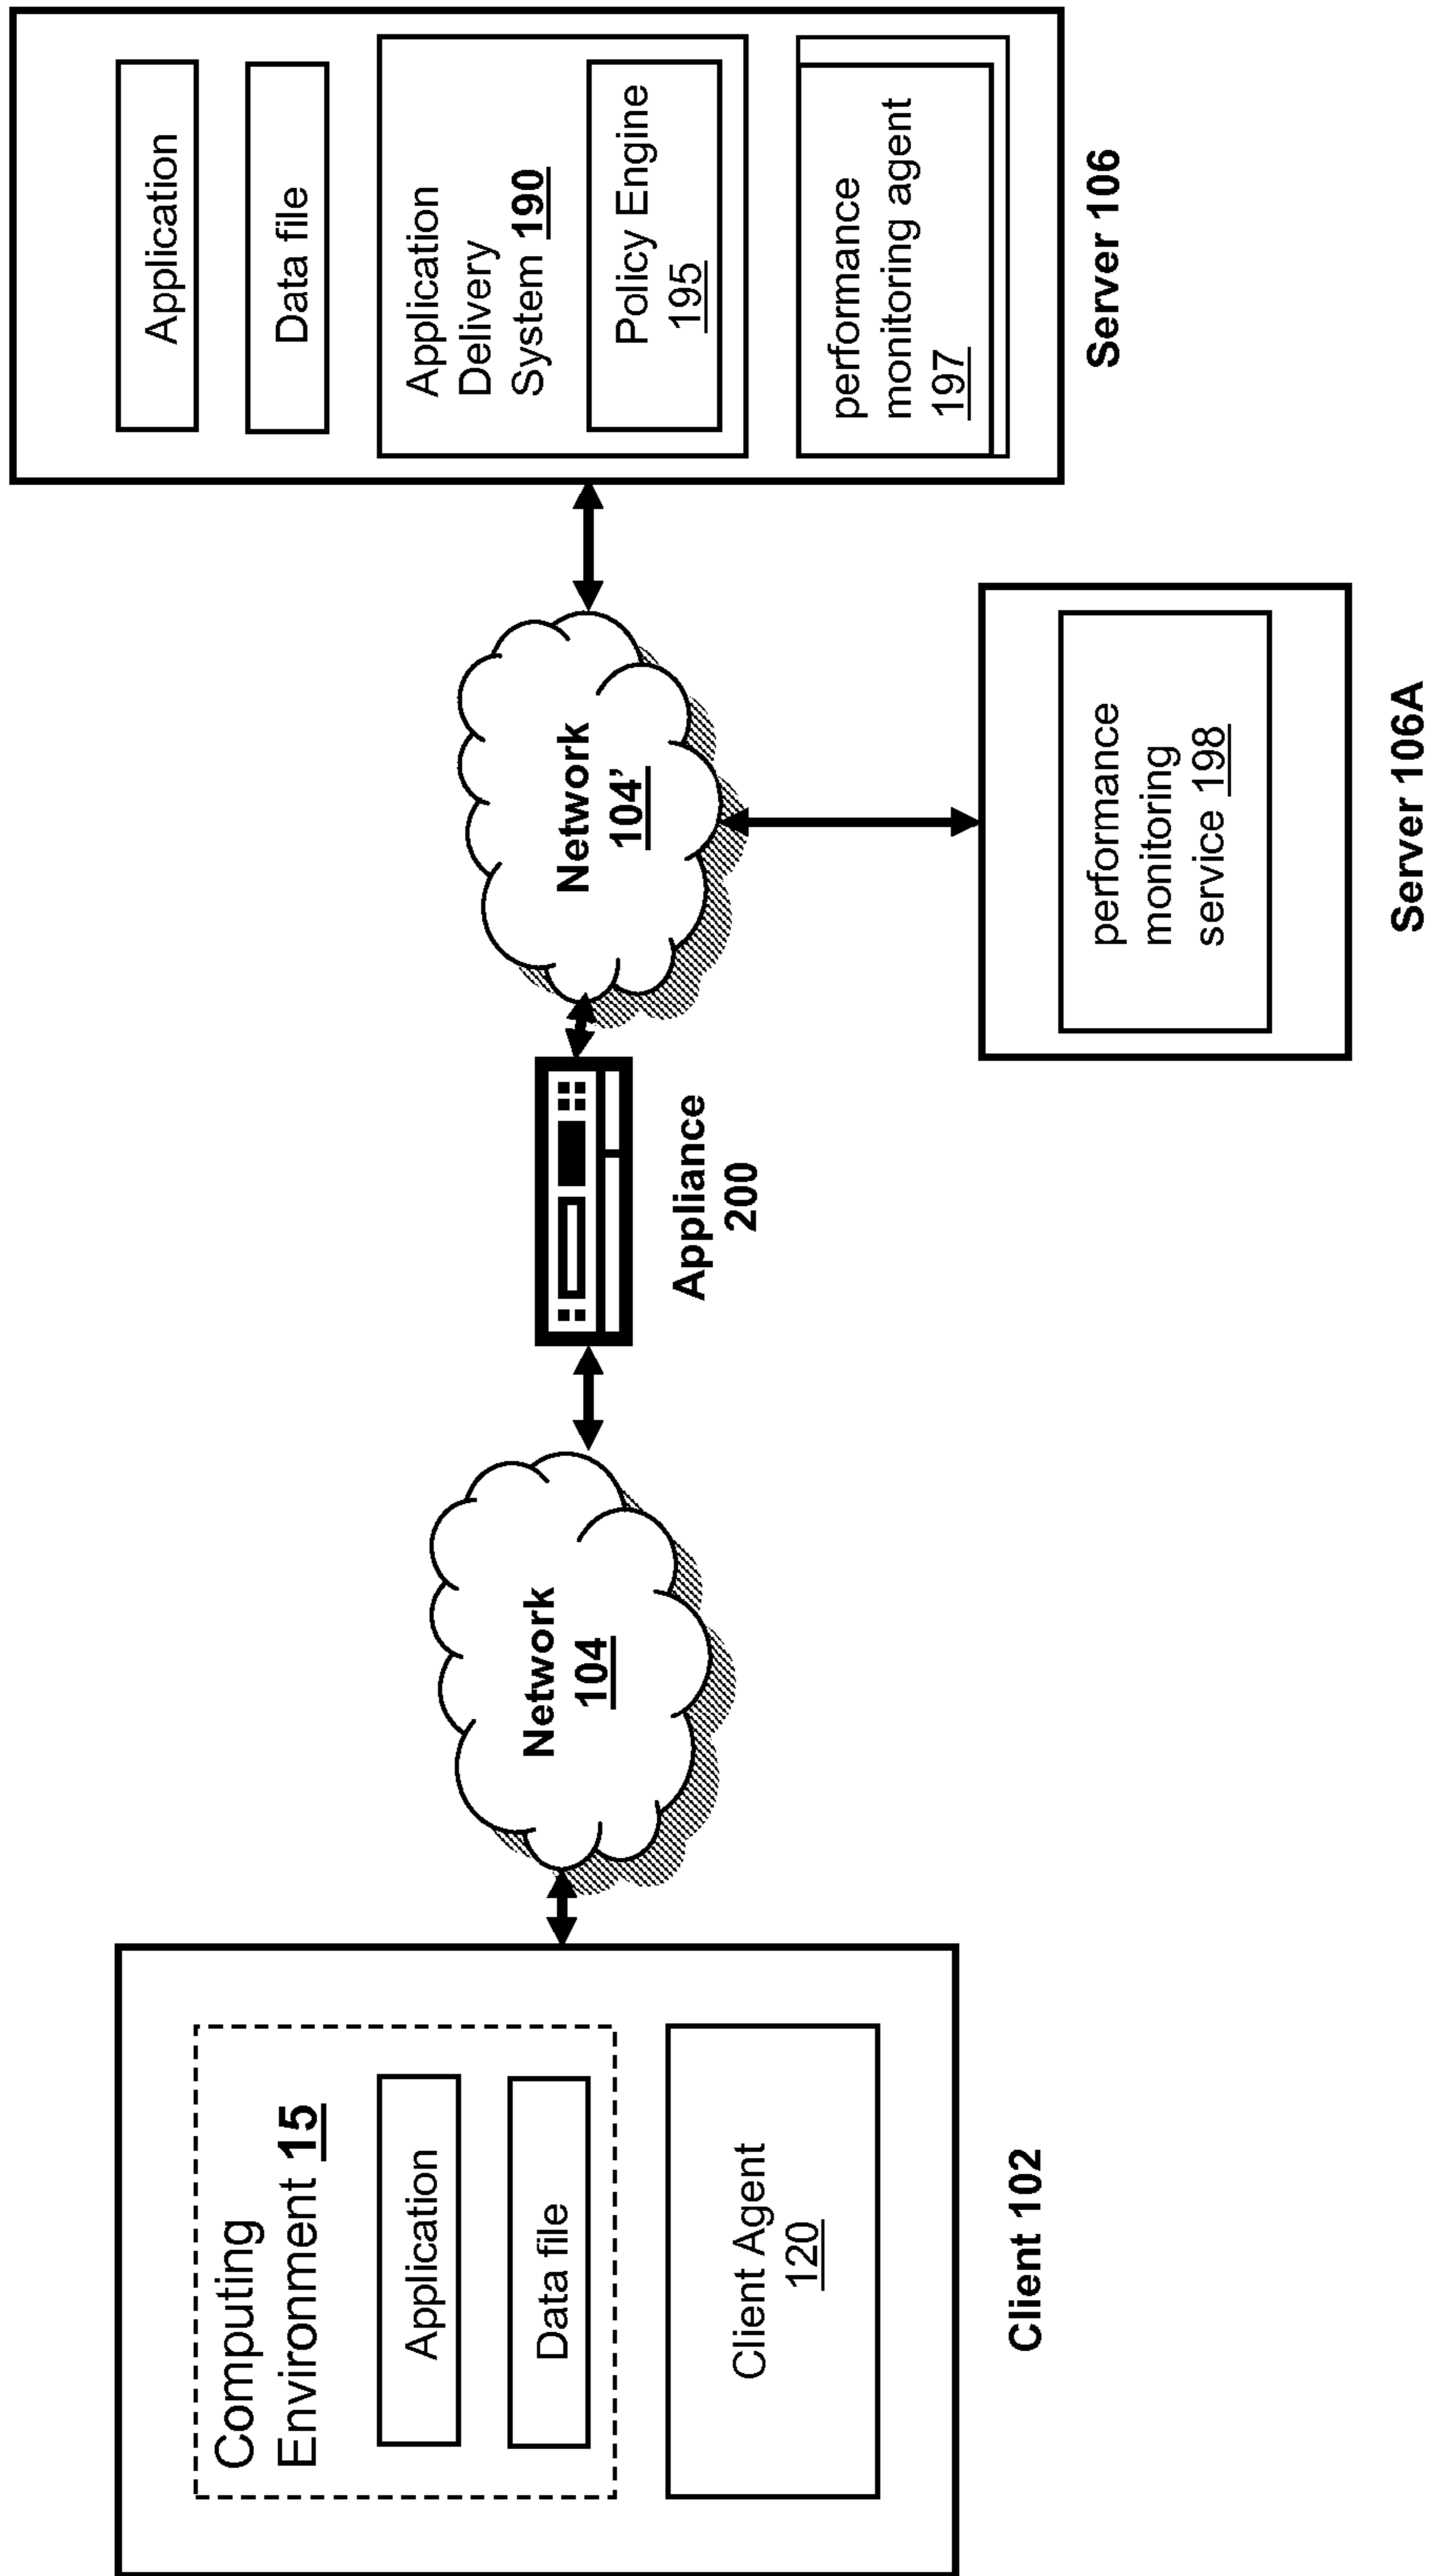 Computing
Environment 15
Application
Data file
Client Agent
120
Client 102
Network
104
Appliance
200
Network
104’
Application
Data file
Application
Delivery
System 190
Policy Engine
195
performance
monitoring agent
197
Server 106
performance
monitoring
service 198
Server 106A